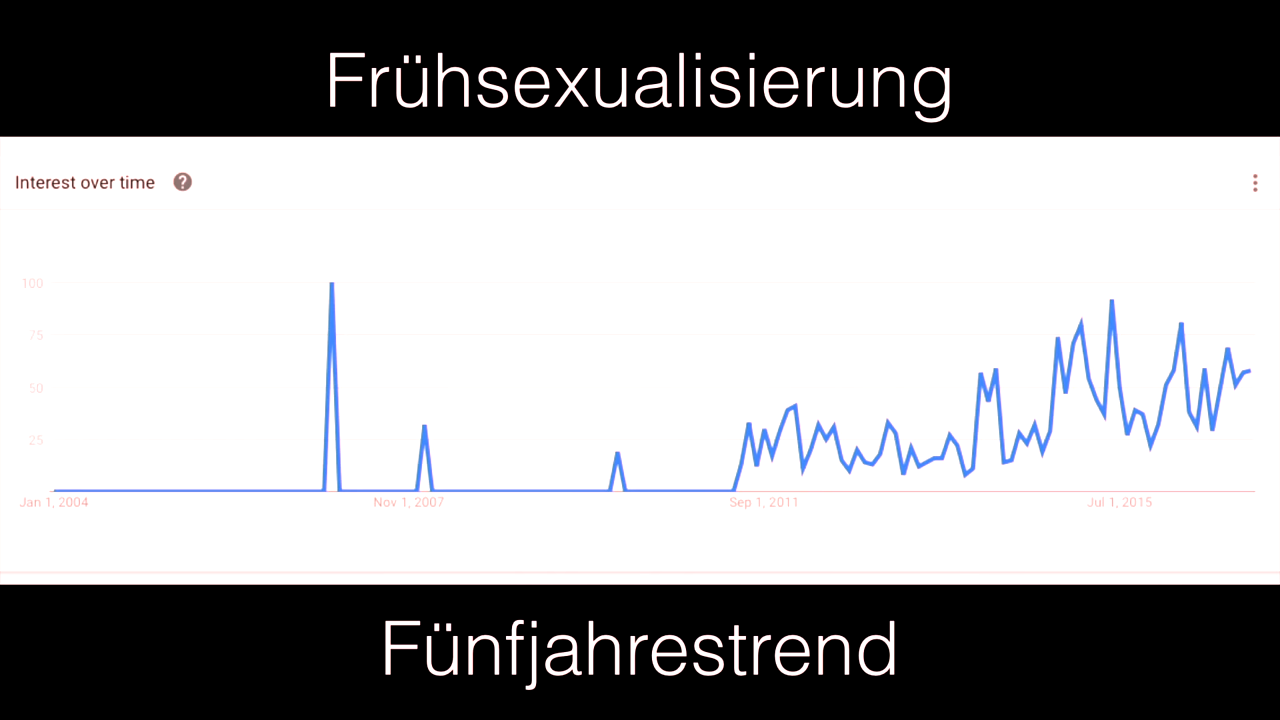 Frühsexualisierung
Interest over time ?
100
75
50
25
Jan 1, 2004 Nov 1, 2007 Sep 1, 2011 Jul 1, 2015
Fünfjahrestrend